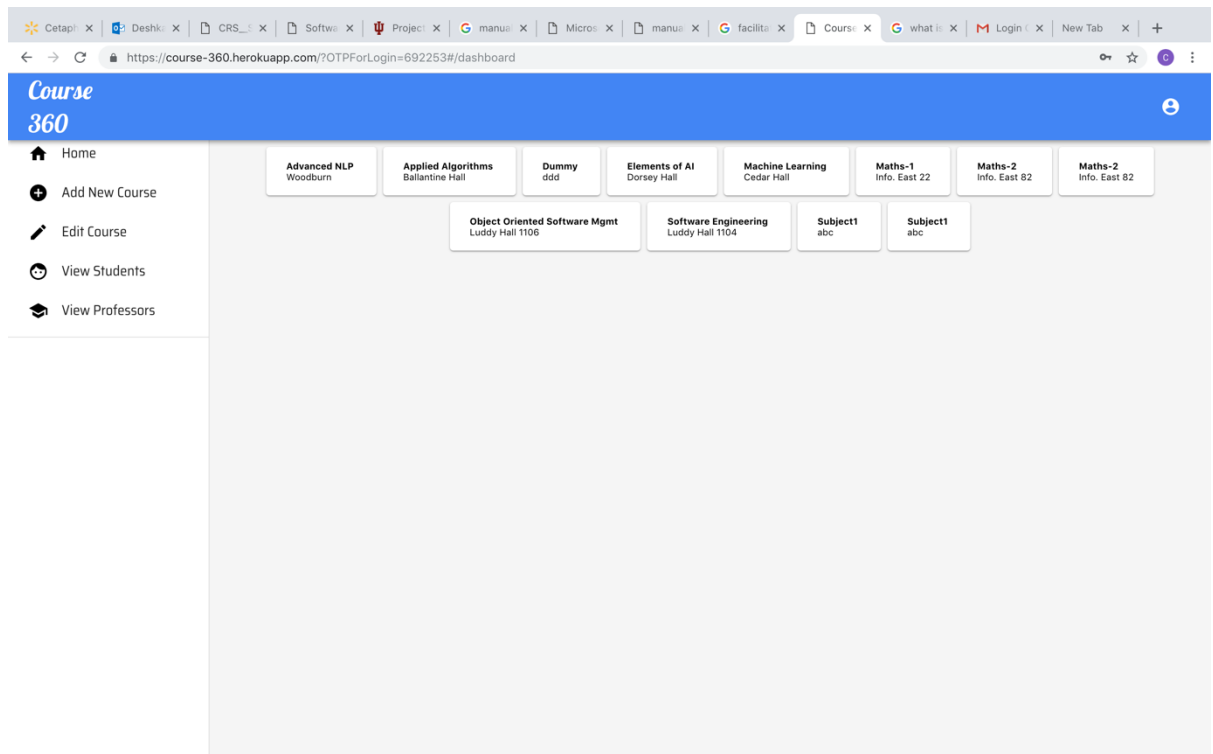 Cetaph
Deshka
CRS_S
Softwa
Project
manual
Micros
manua
facilita
Course
what is
Login C
New Tab
https://course-360.herokuapp.com/?OTPForLogin=692253#/dashboard
C
Course
360
Home
Add New Course
Edit Course
View Students
View Professors
Advanced NLP
Woodburn
Applied Algorithms
Ballantine Hall
Dummy
ddd
Elements of AI
Dorsey Hall
Machine Learning
Cedar Hall
Maths-1
Info. East 22
Maths-2
Info. East 82
Maths-2
Info. East 82
Object Oriented Software Mgmt
Luddy Hall 1106
Software Engineering
Luddy Hall 1104
Subject1
abc
Subject1
abc